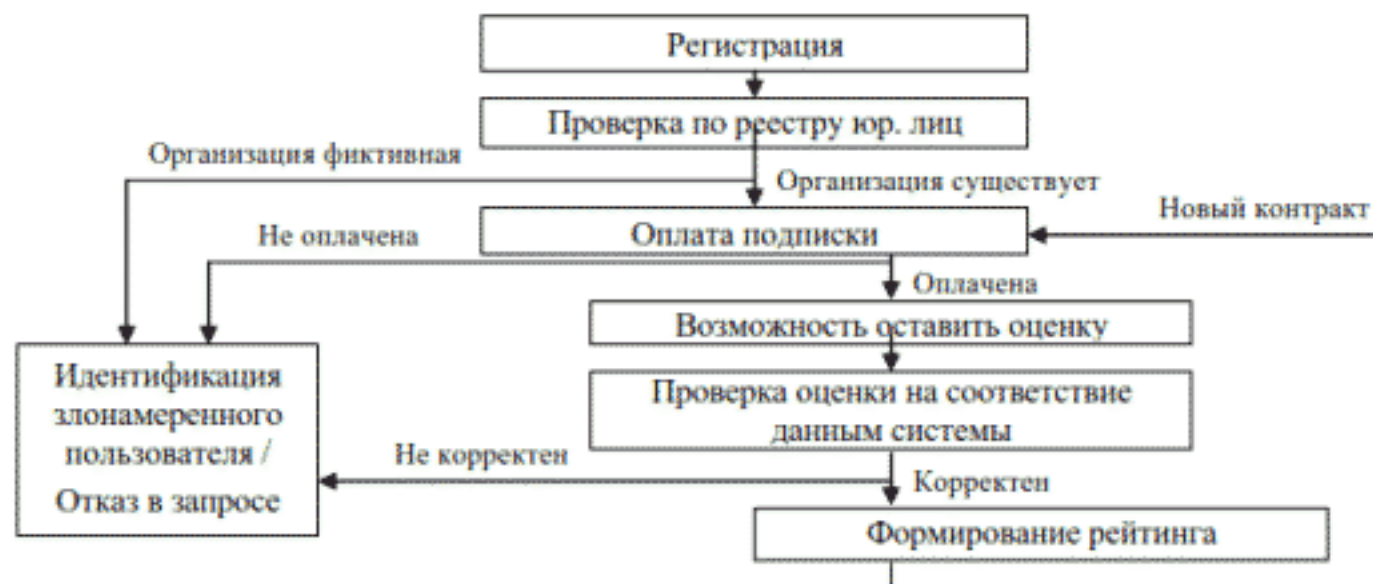 Регистрация
Проверка по реестру юр. лиц
Организация фиктивная
Организация существует
Новый контракт
Оплата подписки
Не оплачена
Оплачена
Возможность оставить оценку
Идентификация
злонамеренного
пользователя /
Отказ в запросе
Проверка оценки на соответствие
данным системы
Не корректен
Корректен
Формирование рейтинга